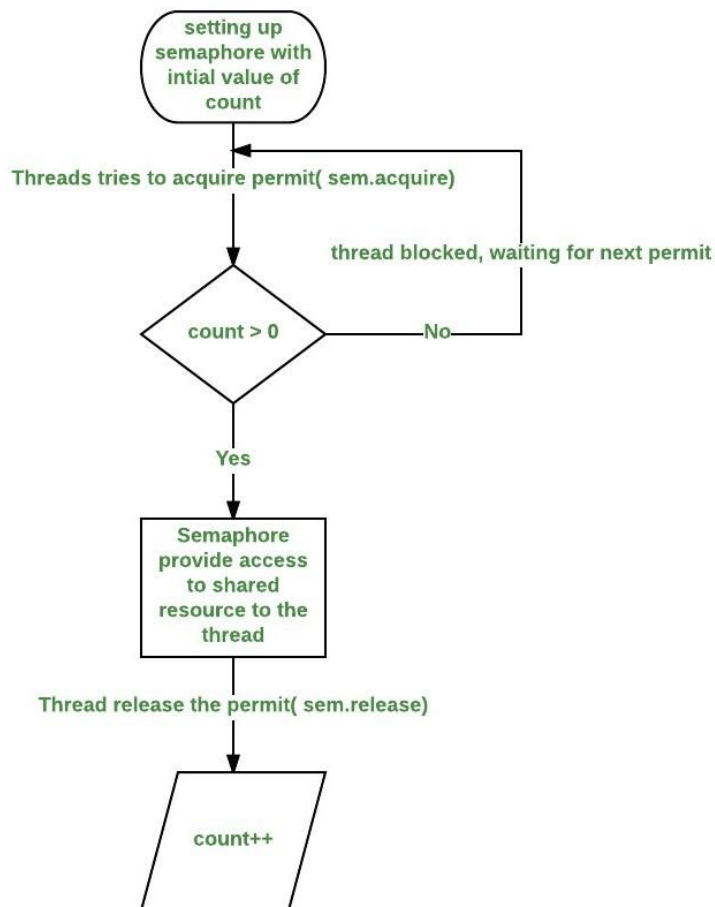 setting up
semaphore with
intial value of
count
Threads tries to acquire permit( sem.acquire)
thread blocked, waiting for next permit
count > 0
No
Yes
Semaphore
provide access
to shared
resource to the
thread
Thread release the permit( sem.release)
count++